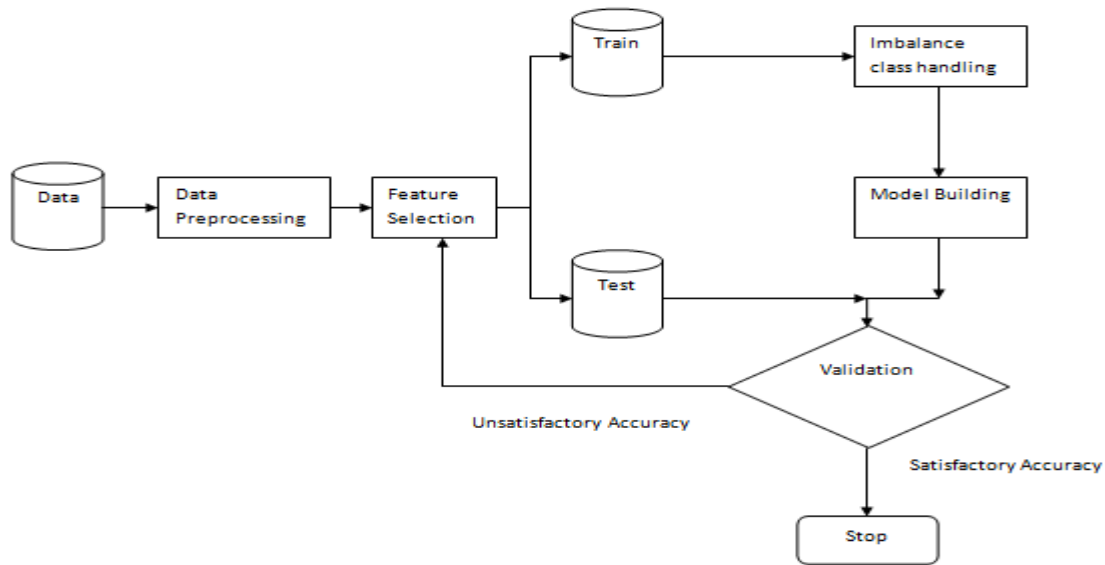 Data
Data
Preprocessing
Feature
Selection
Train
Imbalance
class handling
Model Building
Test
Validation
Unsatisfactory Accuracy
Satisfactory Accuracy
Stop